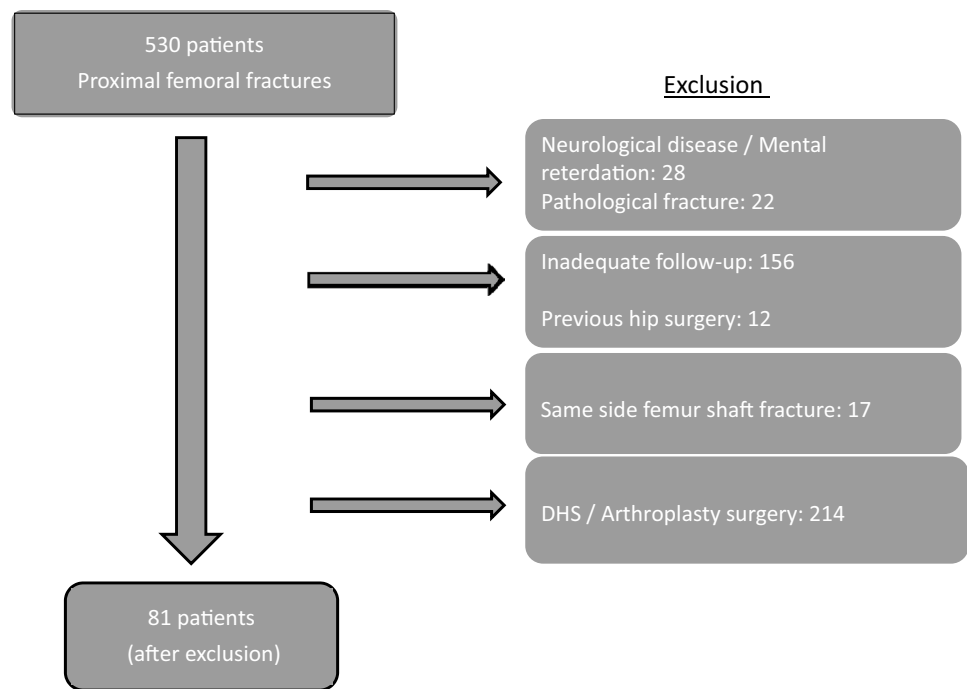 530 patients
Proximal femoral fractures
Exclusion
Neurological disease / Mental
reterdation: 28
Pathological fracture: 22
Inadequate follow-up: 156
Previous hip surgery: 12
Same side femur shaft fracture: 17
DHS / Arthroplasty surgery: 214
81 patients
(after exclusion)